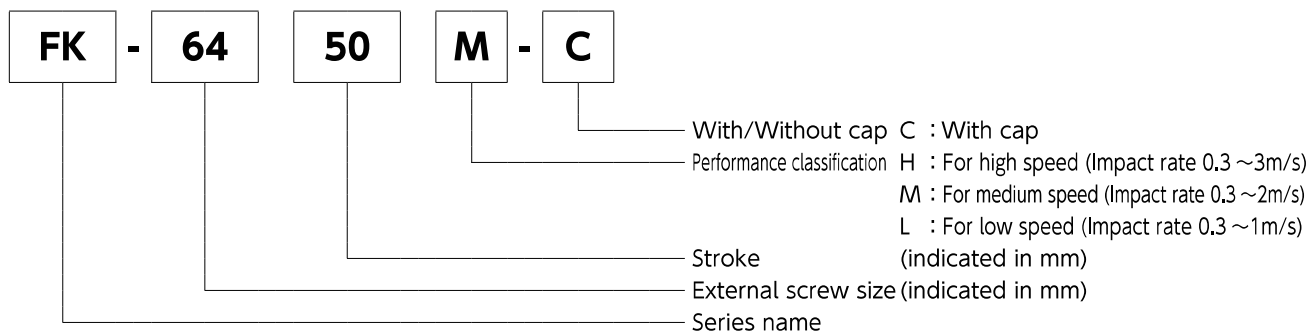 FK - 64 50 M - C
With/Without cap C : With cap
Performance classification H : For high speed (Impact rate 0.3 ~3m/s)
M : For medium speed (Impact rate 0.3 ~2m/s)
L : For low speed (Impact rate 0.3 ~1m/s)
Stroke (indicated in mm)
External screw size (indicated in mm)
Series name